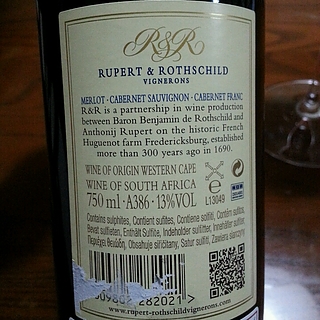 R&R
RUPERT & ROTHSCHILD
VIGNERONS
MERLOT · CABERNET SAUVIGNON · CABERNET FRANC
R&R is a partnership in wine production
between Baron Benjamin de Rothschild and
Anthonij Rupert on the historic French
Huguenot farm Fredericksburg, established
more than 300 years ago in 1690.
WINE OF ORIGIN WESTERN CAPE
WINE OF SOUTH AFRICA
750 ml · A386 · 13%VOL
e
L13049
Contains sulphites, Contient sulfites, Contiene solfiti, Contém sulfitos,
Bevat sulfieten, Enthält Sulfite, Indeholder sulfitter, Innehåller sulfiter,
Περιέχει θειώδη, Obsahuje siřičitany, Satur sulfīti, Zawiera siarczyny
282021
www.rupert-rothschildvignerons.com